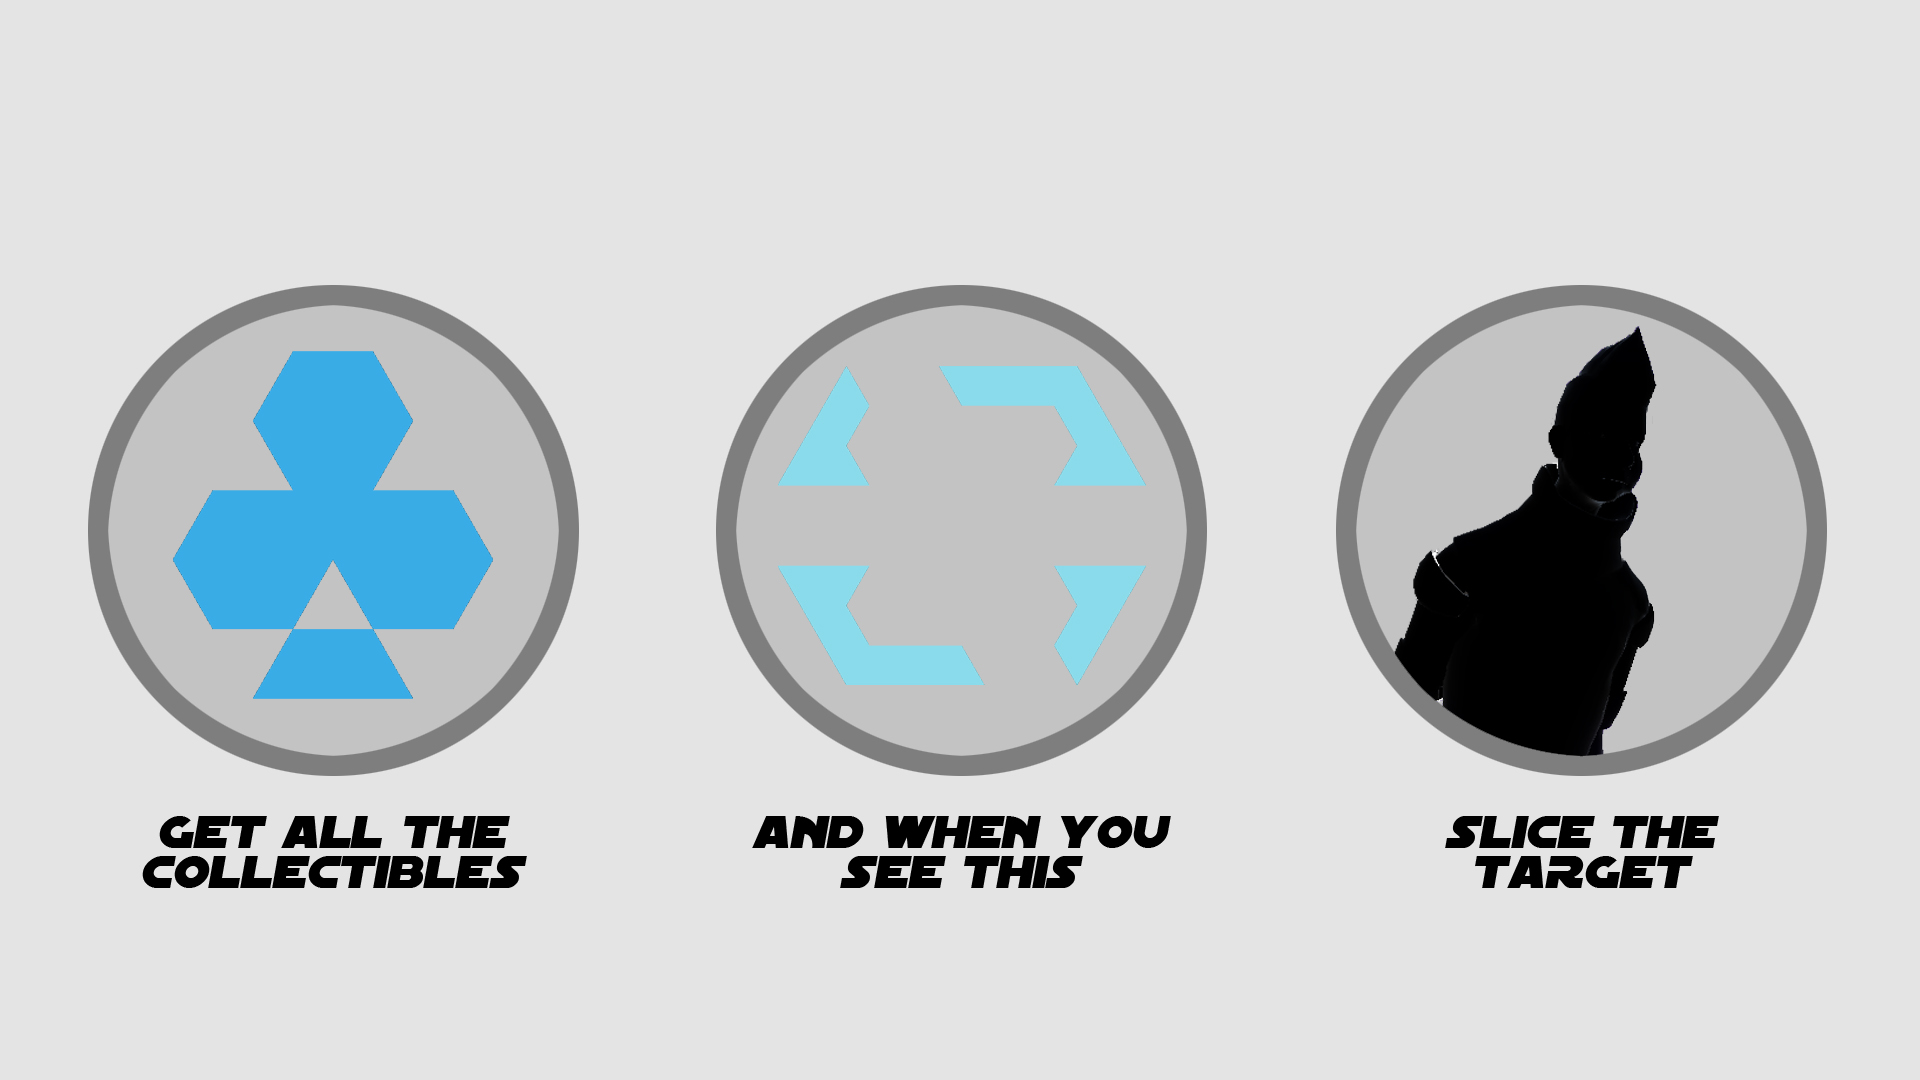 GET ALL THE
COLLECTIBLES
AND WHEN YOU
SEE THIS
SLICE THE
TARGET